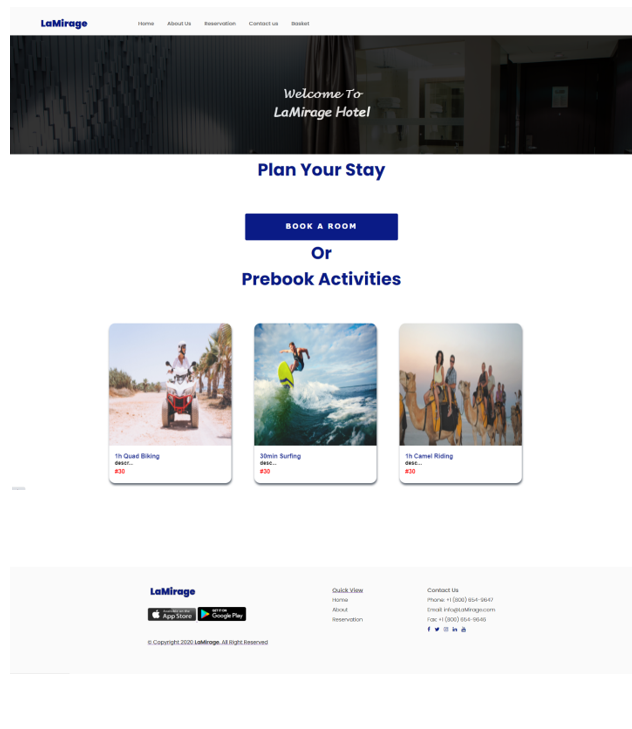 LaMirage
Home About Us Reservation Contact us Basket
Welcome To
LaMirage Hotel
Plan Your Stay
BOOK A ROOM
Or
Prebook Activities
1h Quad Biking
descr...
#30
30min Surfing
desc...
#30
1h Camel Riding
desc...
#30
LaMirage
App Store
GET IT ON
Google Play
© Copyright 2020 LaMirage. All Right Reserved
Quick View
Home
About
Reservation
Contact Us
Phone: +1 (800) 654-9647
Email: info@LaMirage.com
Fax: +1 (800) 654-9646